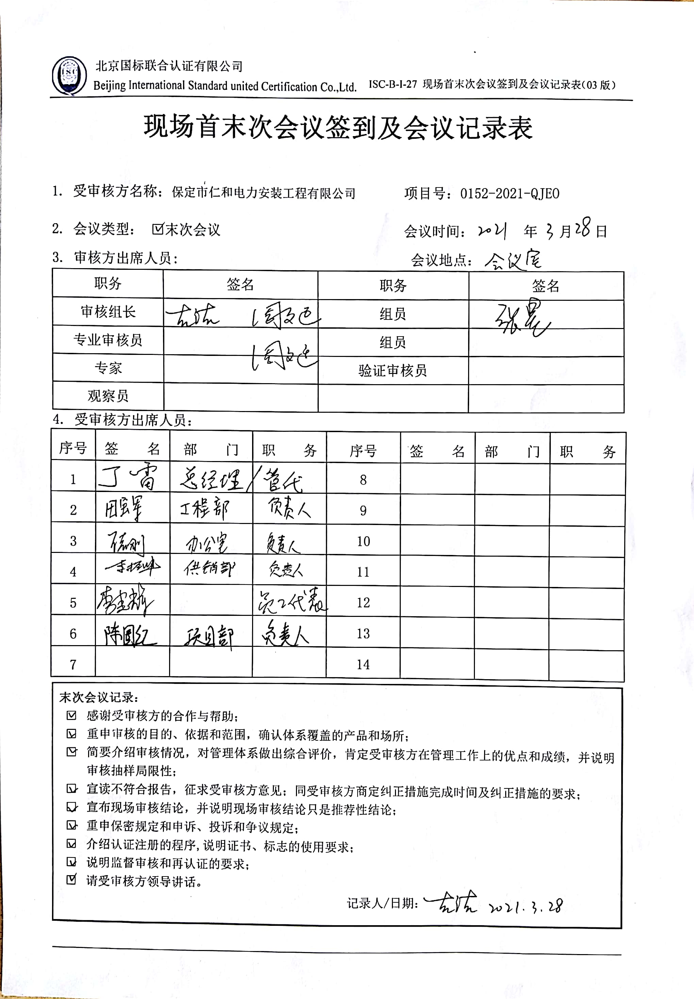 ISC
北京国标联合认证有限公司
Beijing International Standard united Certification Co.,Ltd. ISC-B-I-27 现场首末次会议签到及会议记录表(03 版)
现场首末次会议签到及会议记录表
1. 受审核方名称：保定市仁和电力安装工程有限公司 项目号：0152-2021-QJEO
2. 会议类型：☑末次会议 会议时间：2021 年 3 月 28 日
3. 审核方出席人员： 会议地点：会议室
职务 签名 职务 签名
审核组长 组员
专业审核员 组员
专家 验证审核员
观察员
4. 受审核方出席人员：
序号 签 名 部 门 职 务 序号 签 名 部 门 职 务
1 丁雷 总经理/管代 8
2 工程部 负责人 9
3 办公室 负责人 10
4 供销部 负责人 11
5 员工代表 12
6 陈国红 项目部 负责人 13
7 14
末次会议记录：
☑ 感谢受审核方的合作与帮助；
☑ 重申审核的目的、依据和范围，确认体系覆盖的产品和场所；
☑ 简要介绍审核情况，对管理体系做出综合评价，肯定受审核方在管理工作上的优点和成绩，并说明
审核抽样局限性；
☑ 宣读不符合报告，征求受审核方意见；同受审核方商定纠正措施完成时间及纠正措施的要求；
☑ 宣布现场审核结论，并说明现场审核结论只是推荐性结论；
☑ 重申保密规定和申诉、投诉和争议规定；
☑ 介绍认证注册的程序,说明证书、标志的使用要求；
☑ 说明监督审核和再认证的要求；
☑ 请受审核方领导讲话。
记录人/日期： 2021.3.28